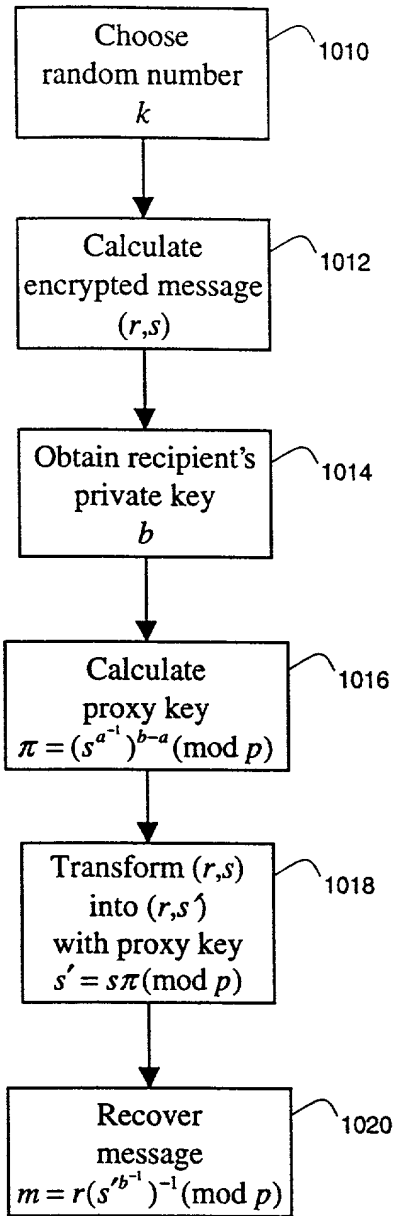 Choose
random number
k
1010
Calculate
encrypted message
(r,s)
1012
Obtain recipient's
private key
b
1014
Calculate
proxy key
π = (s^{a^{-1}})^{b-a} (mod p)
1016
Transform (r,s)
into (r,s′)
with proxy key
s′ = sπ(mod p)
1018
Recover
message
m = r(s′^{b^{-1}})^{-1} (mod p)
1020